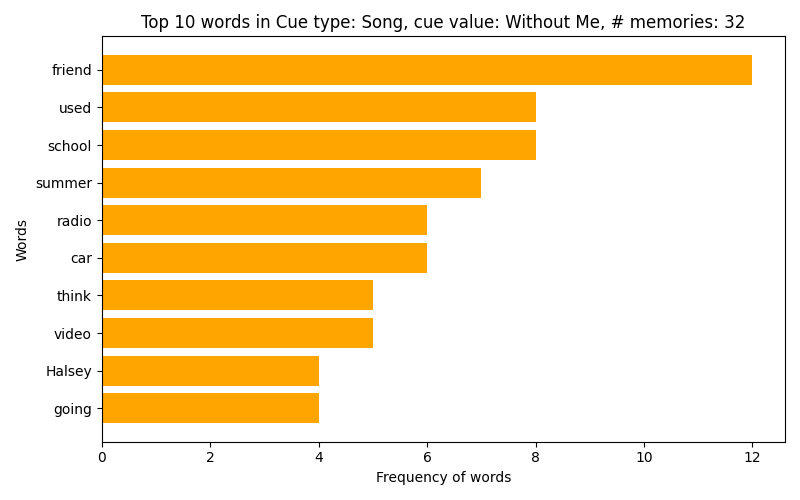 Top 10 words in Cue type: Song, cue value: Without Me, # memories: 32
friend
used
school
summer
radio
car
think
video
Halsey
going
Words
0 2 4 6 8 10 12
Frequency of words